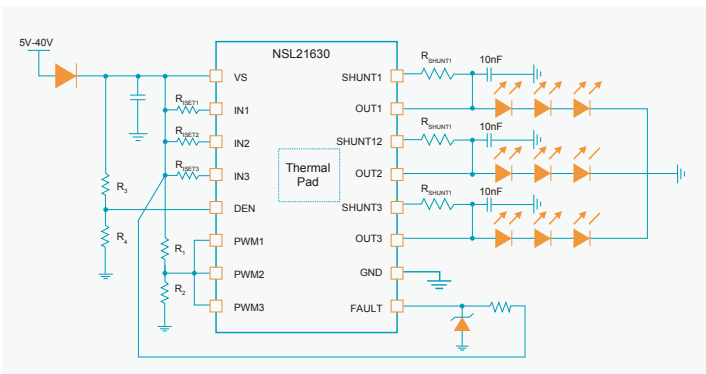 5V-40V
NSL21630
VS
IN1
IN2
IN3
DEN
PWM1
PWM2
PWM3
SHUNT1
OUT1
SHUNT12
OUT2
SHUNT3
OUT3
GND
FAULT
Thermal
Pad
RISET1
RISET2
RISET3
R3
R4
R1
R2
RSHUNT1
10nF
RSHUNT1
10nF
RSHUNT1
10nF